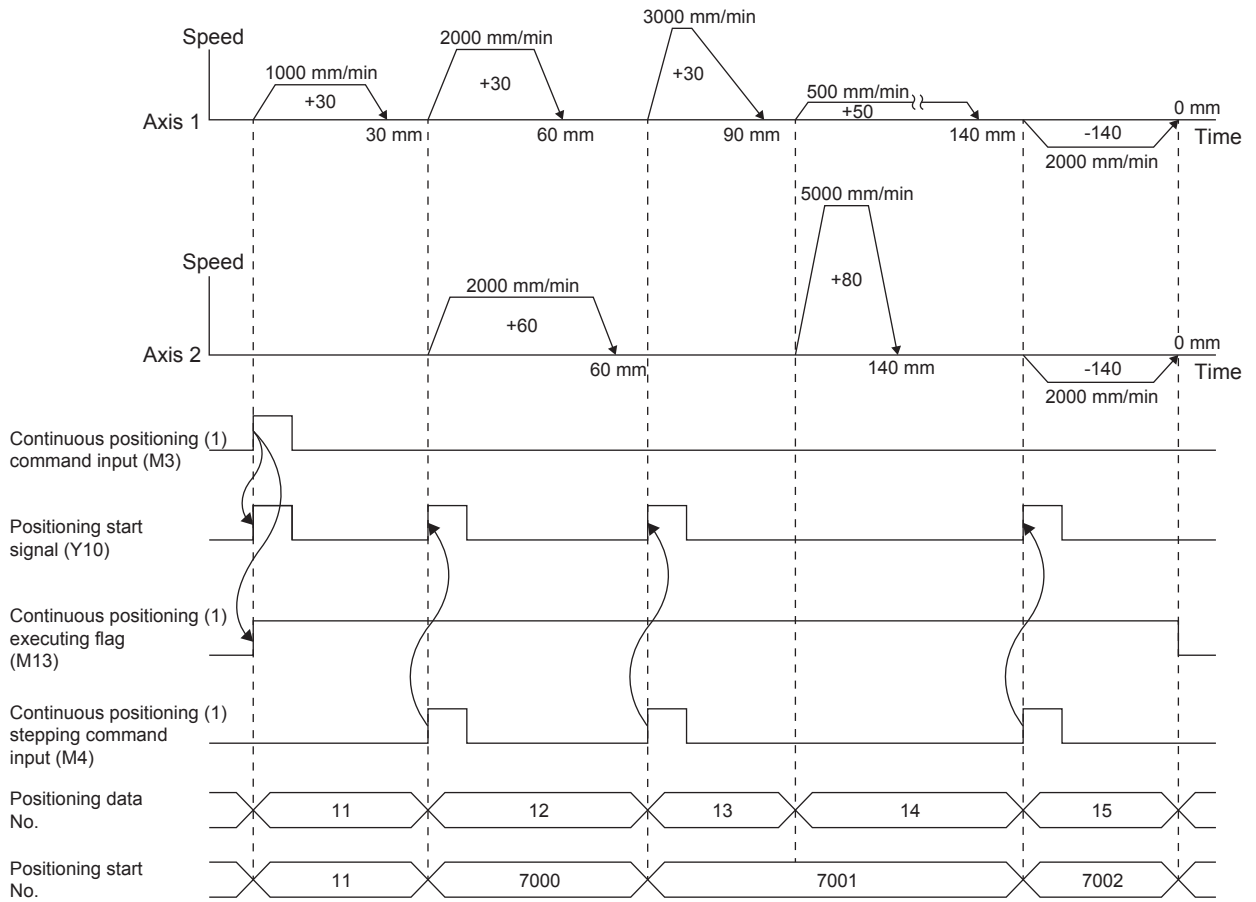 3000 mm/min
Speed
2000 mm/min
1000 mm/min
+30
+30
+30
500 mm/min
+50
0 mm
Axis 1
30 mm
60 mm
90 mm
140 mm
-140
Time
2000 mm/min
5000 mm/min
Speed
2000 mm/min
+80
+60
0 mm
Axis 2
60 mm
140 mm
-140
Time
2000 mm/min
Continuous positioning (1)
command input (M3)
Positioning start
signal (Y10)
Continuous positioning (1)
executing flag
(M13)
Continuous positioning (1)
stepping command
input (M4)
Positioning data
No.
11
12
13
14
15
Positioning start
No.
11
7000
7001
7002